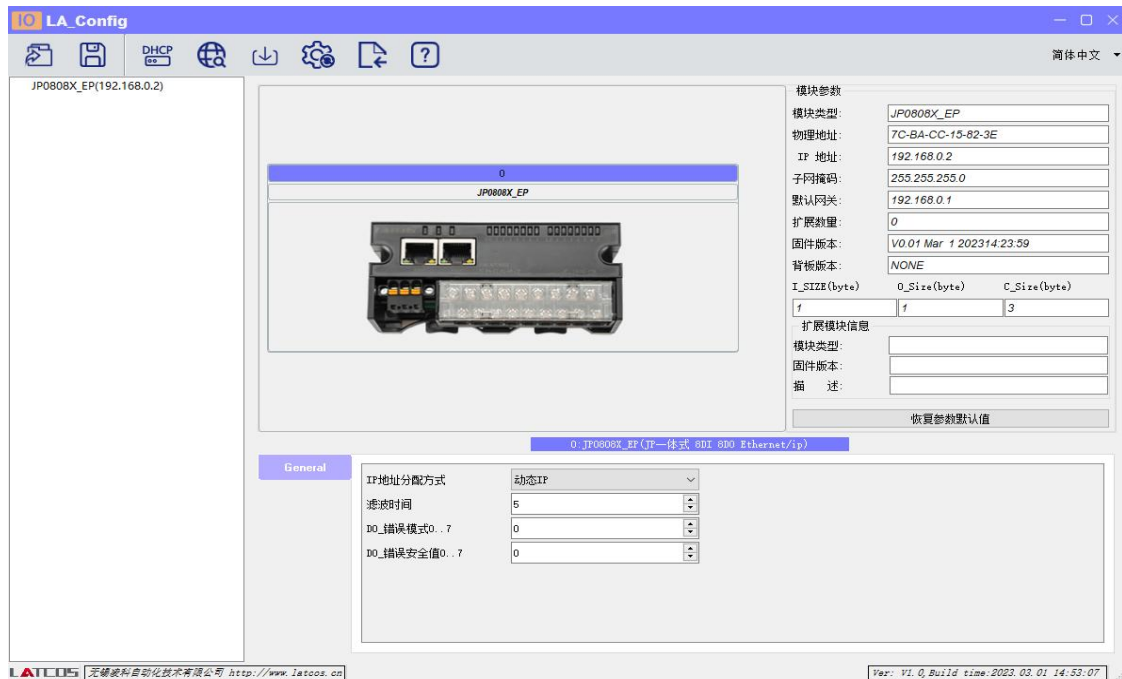 IO LA_Config
DHCP
简体中文
JP0808X_EP(192.168.0.2)
0
JP0808X_EP
模块参数
模块类型: JP0808X_EP
物理地址: 7C-BA-CC-15-82-3E
IP 地址: 192.168.0.2
子网掩码: 255.255.255.0
默认网关: 192.168.0.1
扩展数量: 0
固件版本: V0.01 Mar 1 202314:23:59
背板版本: NONE
I_SIZE(byte) O_Size(byte) C_Size(byte)
1 1 3
扩展模块信息
模块类型:
固件版本:
描 述:
恢复参数默认值
0:JP0808X_EP(JP一体式 8DI 8DO Ethernet/ip)
General
IP地址分配方式 动态IP
滤波时间 5
DO_错误模式0..7 0
DO_错误安全值0..7 0
LATCOS 无锡凌科自动化技术有限公司 http://www.latcos.cn
Ver: V1.0,Build time:2023.03.01 14:53:07